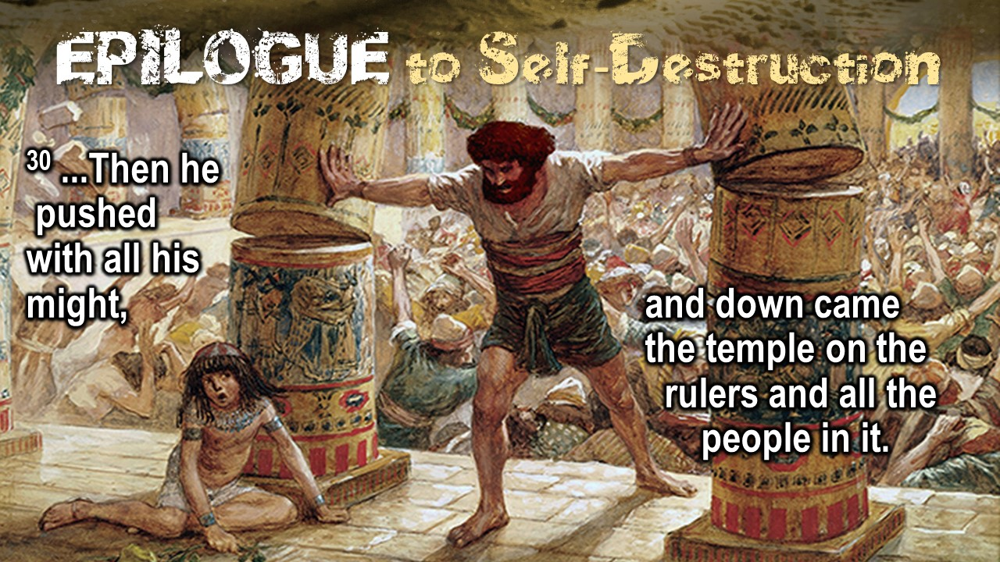 EPILOGUE to Self-Destruction
30 ...Then he
pushed
with all his
might,
and down came
the temple on the
rulers and all the
people in it.